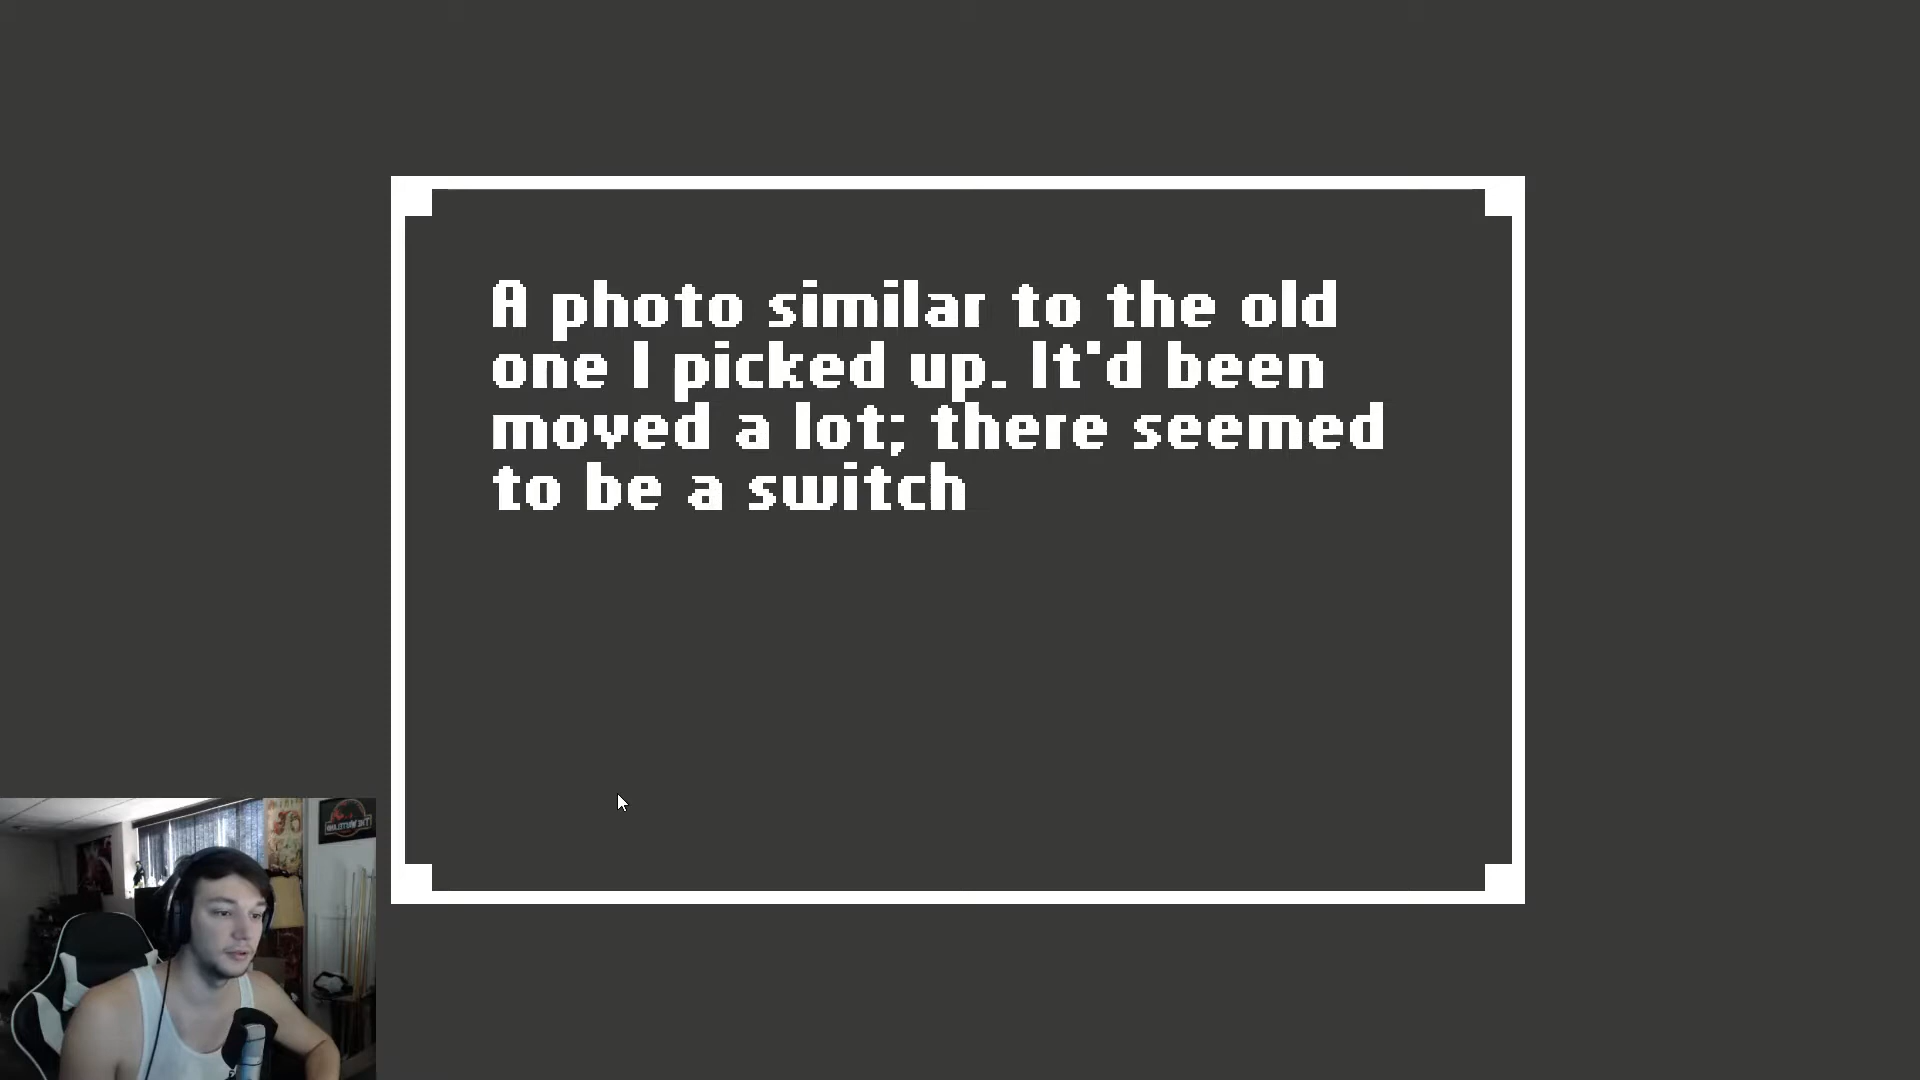 A photo similar to the old
one I picked up. It'd been
moved a lot; there seemed
to be a switch